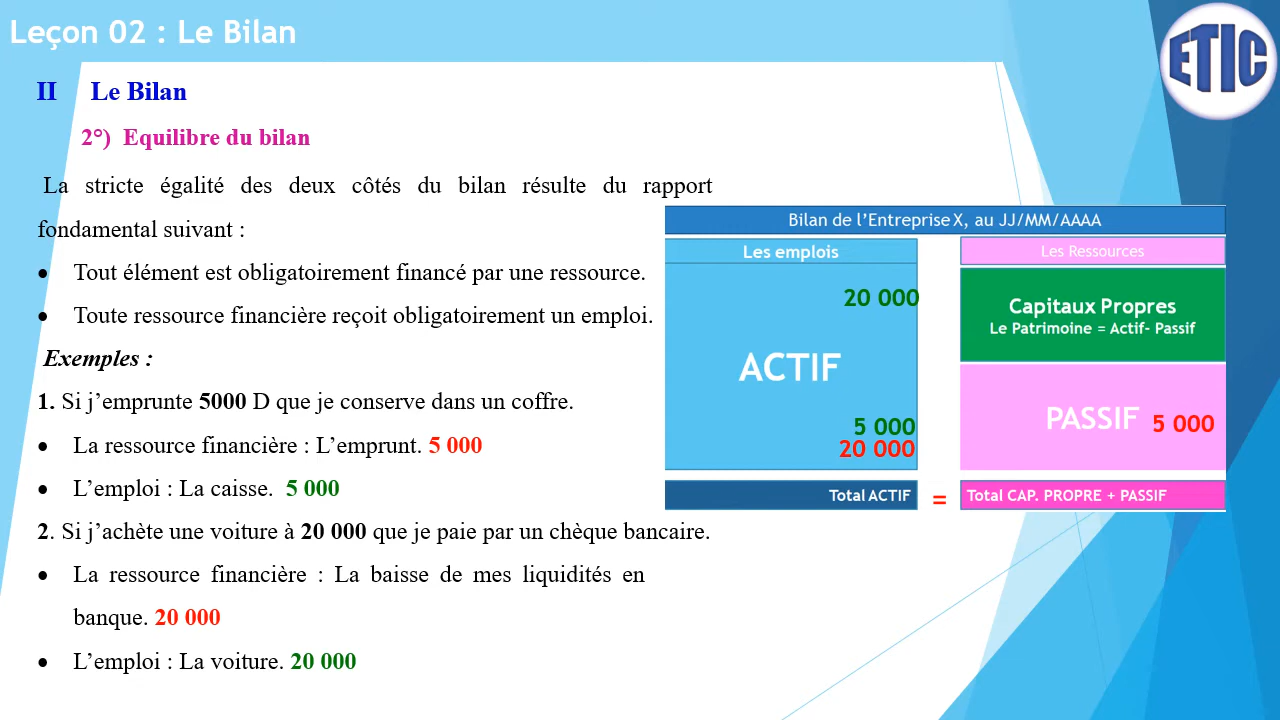 Leçon 02 : Le Bilan
ETIC
II Le Bilan
2°) Equilibre du bilan
La stricte égalité des deux côtés du bilan résulte du rapport
fondamental suivant :
• Tout élément est obligatoirement financé par une ressource.
• Toute ressource financière reçoit obligatoirement un emploi.
Exemples :
1. Si j’emprunte 5000 D que je conserve dans un coffre.
• La ressource financière : L’emprunt. 5 000
• L’emploi : La caisse. 5 000
2. Si j’achète une voiture à 20 000 que je paie par un chèque bancaire.
• La ressource financière : La baisse de mes liquidités en
banque. 20 000
• L’emploi : La voiture. 20 000
Bilan de l’Entreprise X, au JJ/MM/AAAA
Les emplois
20 000
ACTIF
5 000
20 000
Total ACTIF
=
Les Ressources
Capitaux Propres
Le Patrimoine = Actif- Passif
PASSIF 5 000
Total CAP. PROPRE + PASSIF